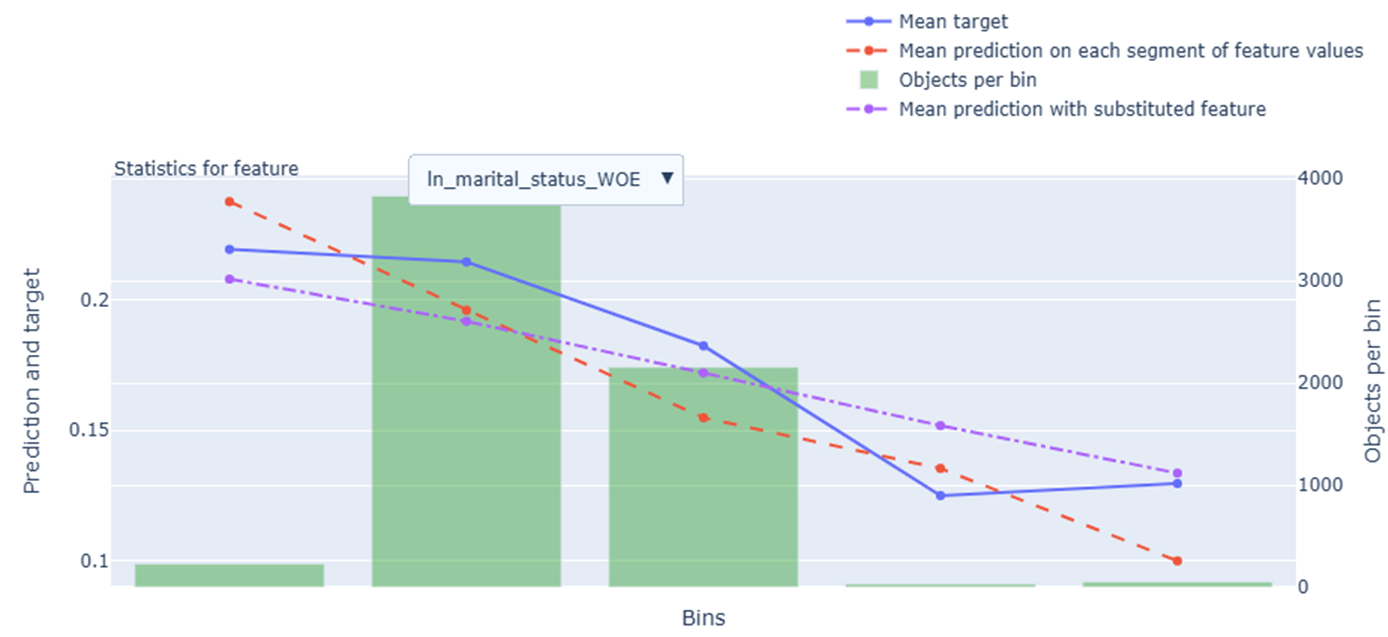 Mean target
Mean prediction on each segment of feature values
Objects per bin
Mean prediction with substituted feature
Statistics for feature
ln_marital_status_WOE ▼
4000
3000
2000
1000
0
0.2
0.15
0.1
Prediction and target
Objects per bin
Bins